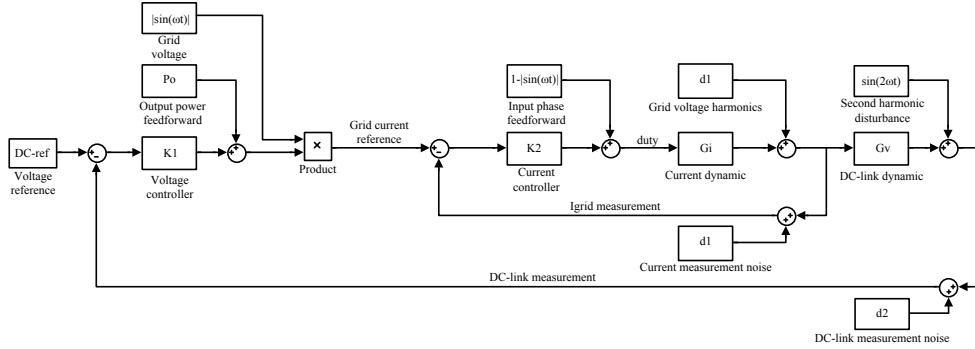 |sin(ωt)|
Grid
voltage
Po
Output power
feedforward
DC-ref
Voltage
reference
K1
Voltage
controller
×
Product
Grid current
reference
1-|sin(ωt)|
Input phase
feedforward
K2
Current
controller
duty
d1
Grid voltage harmonics
Gi
Current dynamic
sin(2ωt)
Second harmonic
disturbance
Gv
DC-link dynamic
Igrid measurement
d1
Current measurement noise
DC-link measurement
d2
DC-link measurement noise